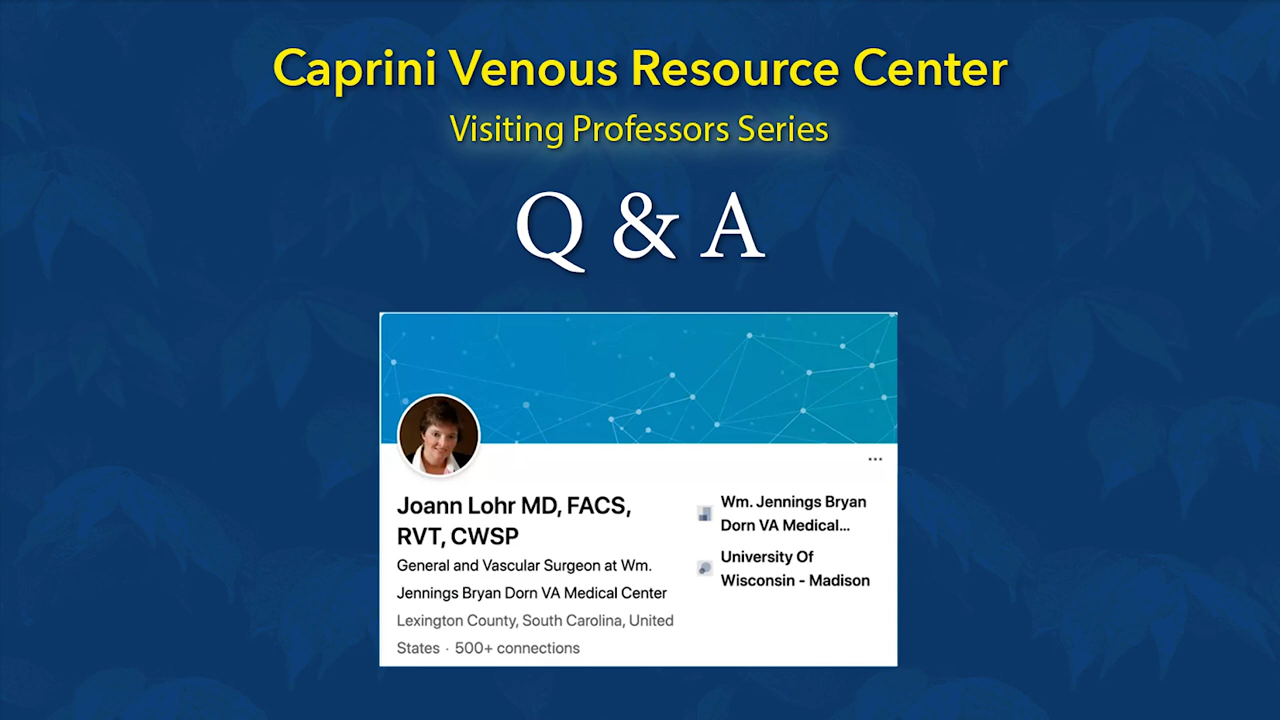 Caprini Venous Resource Center
Visiting Professors Series
Q & A
Joann Lohr MD, FACS,
RVT, CWSP
General and Vascular Surgeon at Wm.
Jennings Bryan Dorn VA Medical Center
Lexington County, South Carolina, United
States · 500+ connections
Wm. Jennings Bryan
Dorn VA Medical...
University Of
Wisconsin - Madison